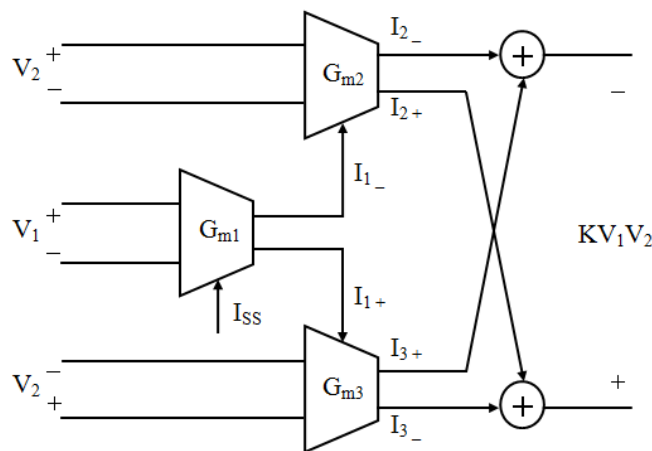 I2-
V2 + Gm2 +
- I2+ -
I1-
V1 + Gm1 KV1V2
-
ISS I1+
I3+
V2 - Gm3 +
+ I3- +